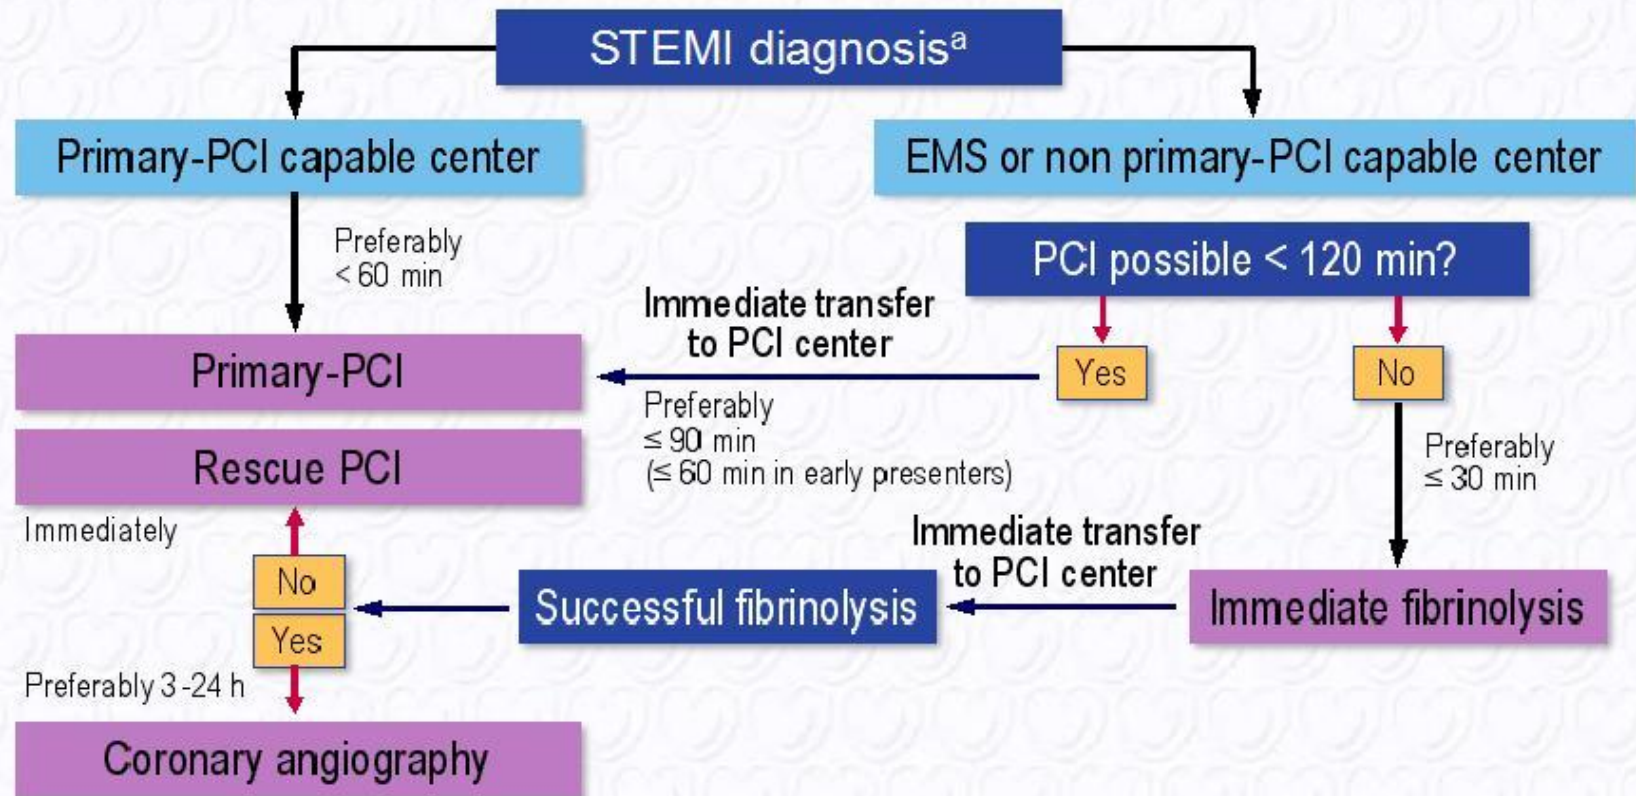 STEMI diagnosisᵃ
Primary-PCI capable center
EMS or non primary-PCI capable center
Preferably
< 60 min
PCI possible < 120 min?
Immediate transfer
to PCI center
Primary-PCI
Yes
No
Preferably
≤ 90 min
(≤ 60 min in early presenters)
Preferably
≤ 30 min
Rescue PCI
Immediately
Immediate transfer
to PCI center
No
Yes
Successful fibrinolysis
Immediate fibrinolysis
Preferably 3-24 h
Coronary angiography